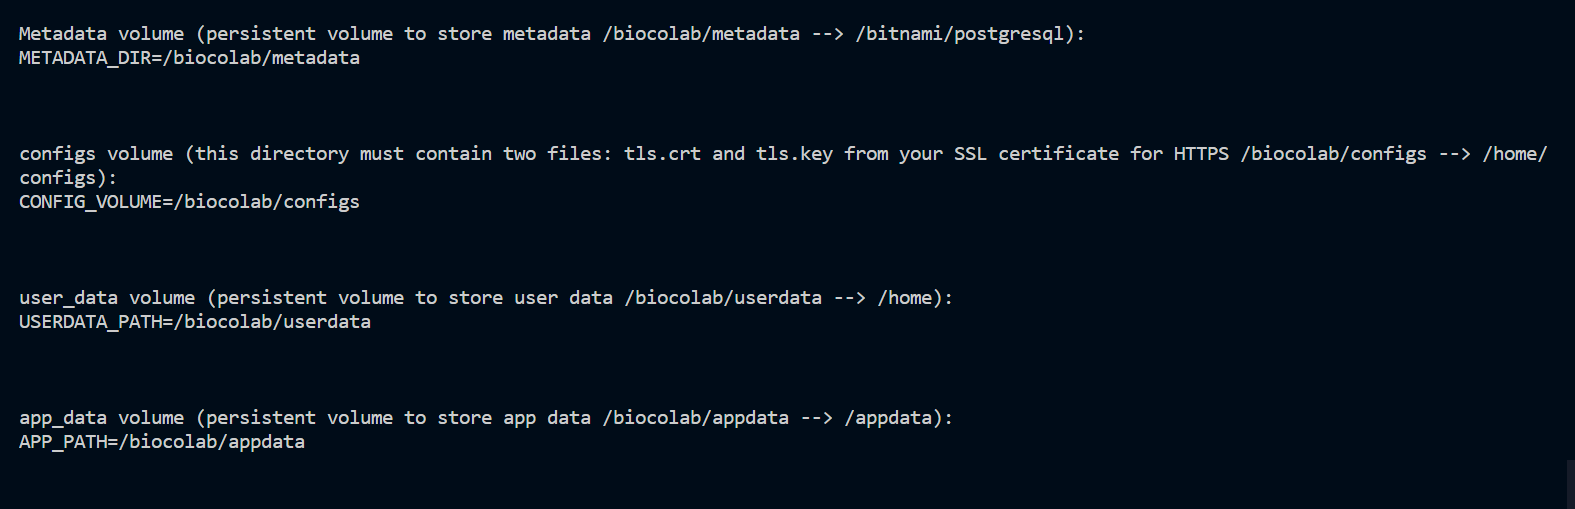 Metadata volume (persistent volume to store metadata /biocolab/metadata --> /bitnami/postgresql):
METADATA_DIR=/biocolab/metadata
configs volume (this directory must contain two files: tls.crt and tls.key from your SSL certificate for HTTPS /biocolab/configs --> /home/
configs):
CONFIG_VOLUME=/biocolab/configs
user_data volume (persistent volume to store user data /biocolab/userdata --> /home):
USERDATA_PATH=/biocolab/userdata
app_data volume (persistent volume to store app data /biocolab/appdata --> /appdata):
APP_PATH=/biocolab/appdata